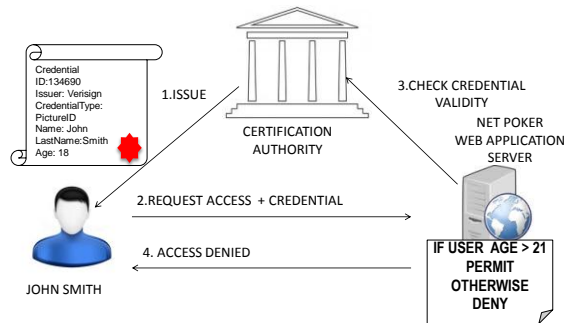 Credential
ID:134690
Issuer: Verisign
CredentialType:
PictureID
Name: John
LastName:Smith
Age: 18
1.ISSUE
CERTIFICATION
AUTHORITY
3.CHECK CREDENTIAL
VALIDITY
NET POKER
WEB APPLICATION
SERVER
2.REQUEST ACCESS + CREDENTIAL
4. ACCESS DENIED
JOHN SMITH
IF USER AGE > 21
PERMIT
OTHERWISE
DENY